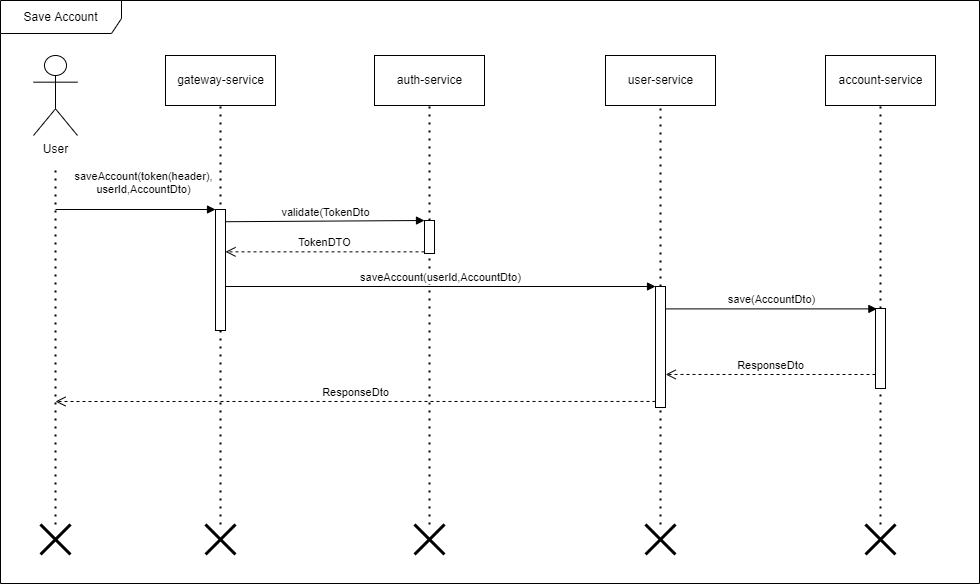 Save Account
gateway-service
auth-service
user-service
account-service
User
saveAccount(token(header),
userId,AccountDto)
validate(TokenDto
TokenDTO
saveAccount(userId,AccountDto)
save(AccountDto)
ResponseDto
ResponseDto